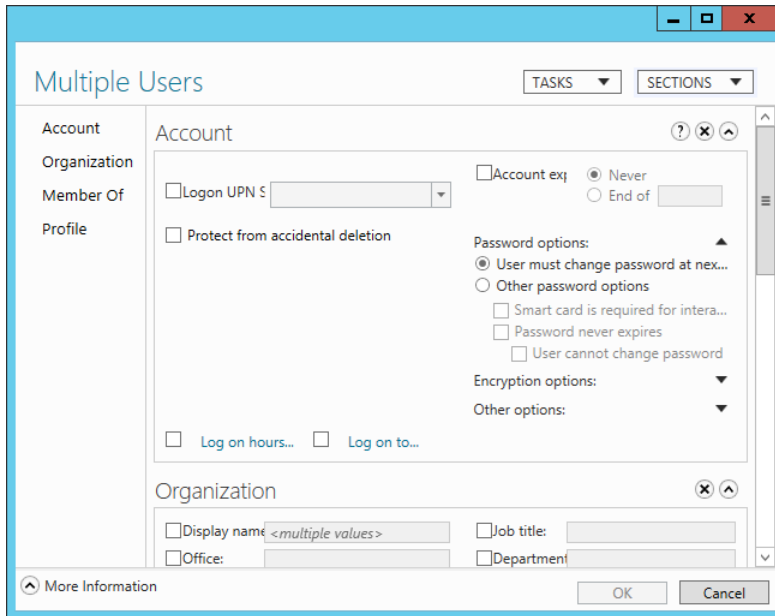 Multiple Users
TASKS
SECTIONS
Account
Organization
Member Of
Profile
Account
?
Logon UPN S
Account exp
Never
End of
Protect from accidental deletion
Password options:
User must change password at nex...
Other password options
Smart card is required for intera...
Password never expires
User cannot change password
Encryption options:
Other options:
Log on hours...
Log on to...
Organization
Display name
<multiple values>
Job title:
Office:
Department
More Information
OK
Cancel